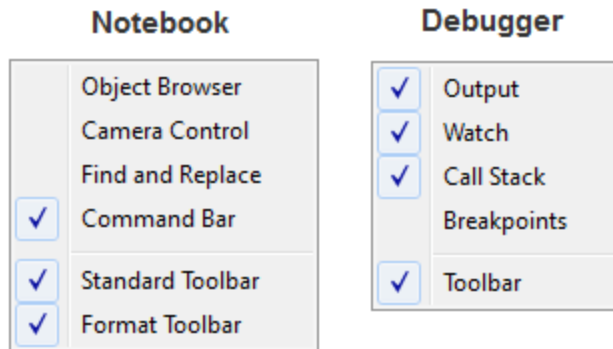 Notebook
Object Browser
Camera Control
Find and Replace
Command Bar
Standard Toolbar
Format Toolbar
Debugger
Output
Watch
Call Stack
Breakpoints
Toolbar